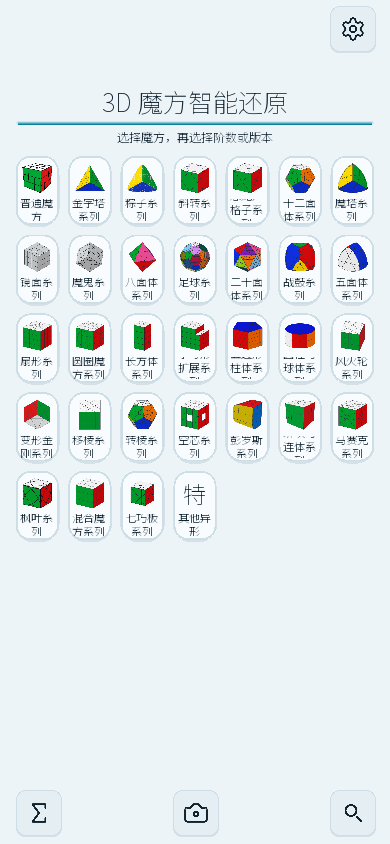 3D 魔方智能还原
选择魔方，再选择阶数或版本
普通魔
方
金字塔
系列
粽子系
列
斜转系
列
格子系
列
十二面
体系列
魔塔系
列
镜面系
列
魔鬼系
列
八面体
系列
足球系
列
二十面
体系列
战鼓系
列
五面体
系列
扇形系
列
圆圈魔
方系列
长方体
系列
扩展系
列
柱体系
列
球体系
列
风火轮
系列
变形金
刚系列
移棱系
列
转棱系
列
空心系
列
彭罗斯
系列
连体系
列
马赛克
系列
枫叶系
列
混合魔
方系列
七巧板
系列
特
其他异
形
Σ